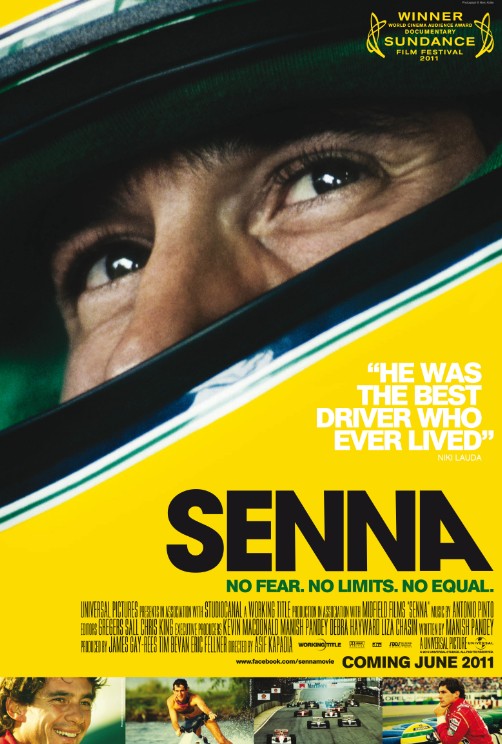 WINNER
WORLD CINEMA AUDIENCE AWARD
DOCUMENTARY
SUNDANCE
FILM FESTIVAL
2011
“HE WAS
THE BEST
DRIVER WHO
EVER LIVED”
NIKI LAUDA
SENNA
NO FEAR. NO LIMITS. NO EQUAL.
UNIVERSAL PICTURES PRESENTS IN ASSOCIATION WITH STUDIOCANAL A WORKING TITLE PRODUCTION IN ASSOCIATION WITH MIDFIELD FILMS "SENNA" MUSIC BY ANTONIO PINTO
EDITORS GREGERS SALL CHRIS KING EXECUTIVE PRODUCERS KEVIN MACDONALD MANISH PANDEY DEBRA HAYWARD LIZA CHASIN WRITTEN BY MANISH PANDEY
PRODUCED BY JAMES GAY-REES TIM BEVAN ERIC FELLNER DIRECTED BY ASIF KAPADIA WORKING TITLE A UNIVERSAL PICTURE
www.facebook.com/sennamovie COMING JUNE 2011